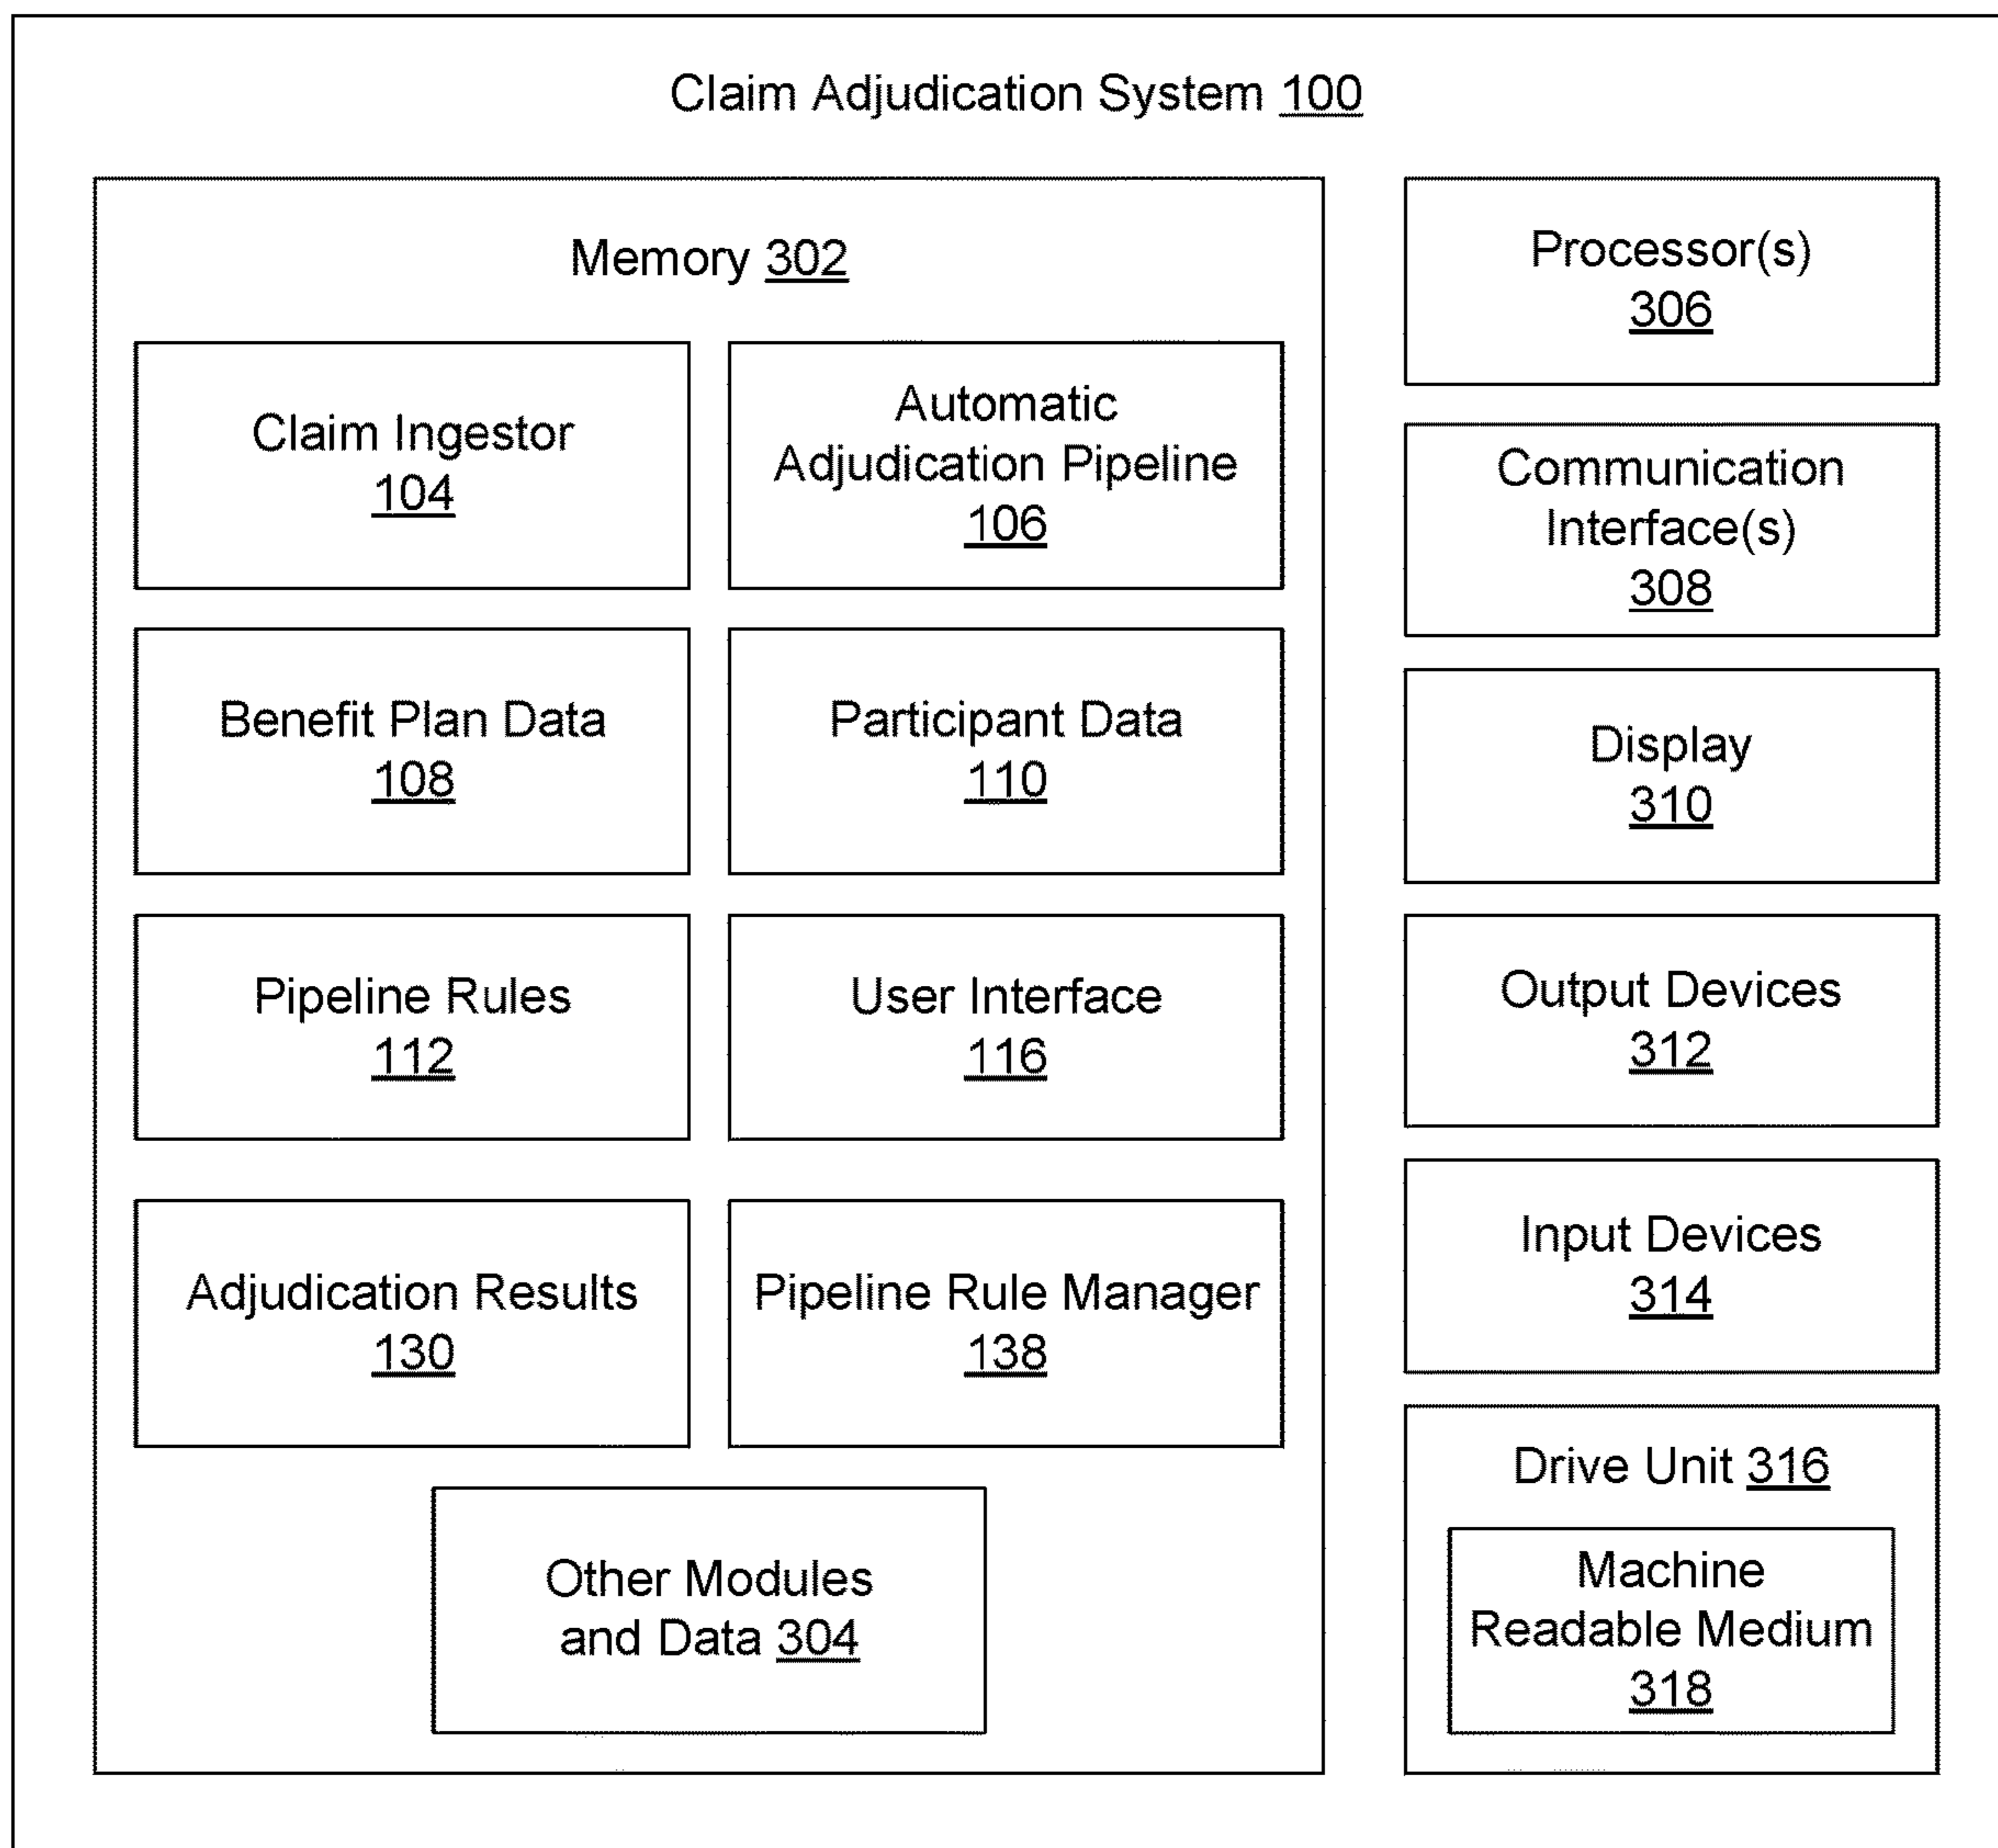 Claim Adjudication System 100
Memory 302
Claim Ingestor
104
Automatic
Adjudication Pipeline
106
Benefit Plan Data
108
Participant Data
110
Pipeline Rules
112
User Interface
116
Adjudication Results
130
Pipeline Rule Manager
138
Other Modules
and Data 304
Processor(s)
306
Communication
Interface(s)
308
Display
310
Output Devices
312
Input Devices
314
Drive Unit 316
Machine
Readable Medium
318